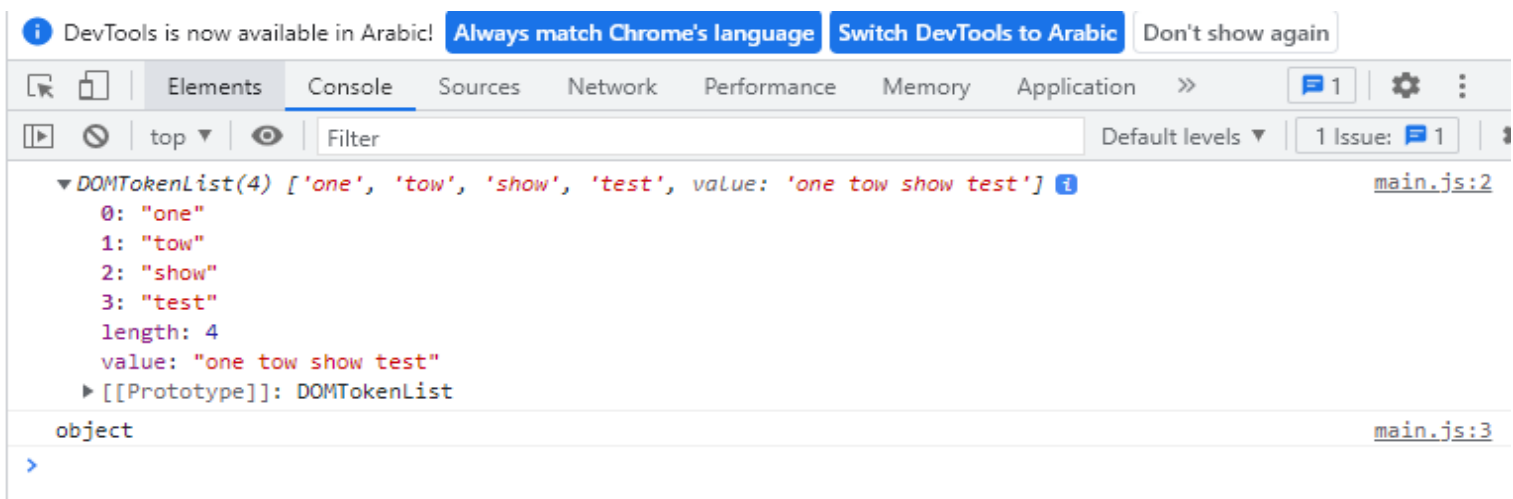 DevTools is now available in Arabic! Always match Chrome's language Switch DevTools to Arabic Don't show again
Elements Console Sources Network Performance Memory Application » 1
top ▼ Filter Default levels ▼ 1 Issue: 1
▼DOMTokenList(4) ['one', 'tow', 'show', 'test', value: 'one tow show test'] i main.js:2
0: "one"
1: "tow"
2: "show"
3: "test"
length: 4
value: "one tow show test"
▶[[Prototype]]: DOMTokenList
object main.js:3
>